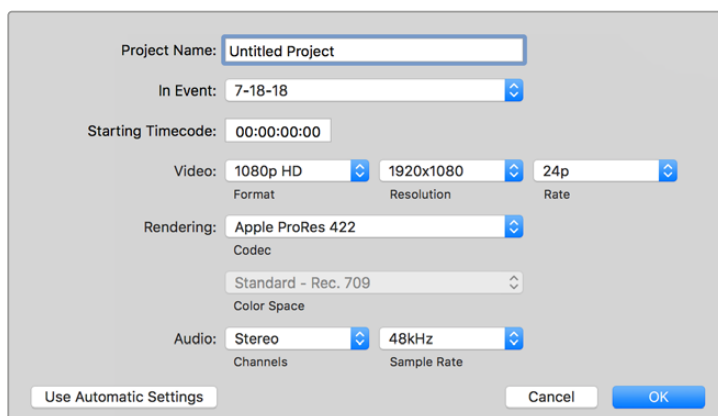 Project Name: Untitled Project
In Event: 7-18-18
Starting Timecode: 00:00:00:00
Video: 1080p HD 1920x1080 24p
Format Resolution Rate
Rendering: Apple ProRes 422
Codec
Standard - Rec. 709
Color Space
Audio: Stereo 48kHz
Channels Sample Rate
Use Automatic Settings Cancel OK